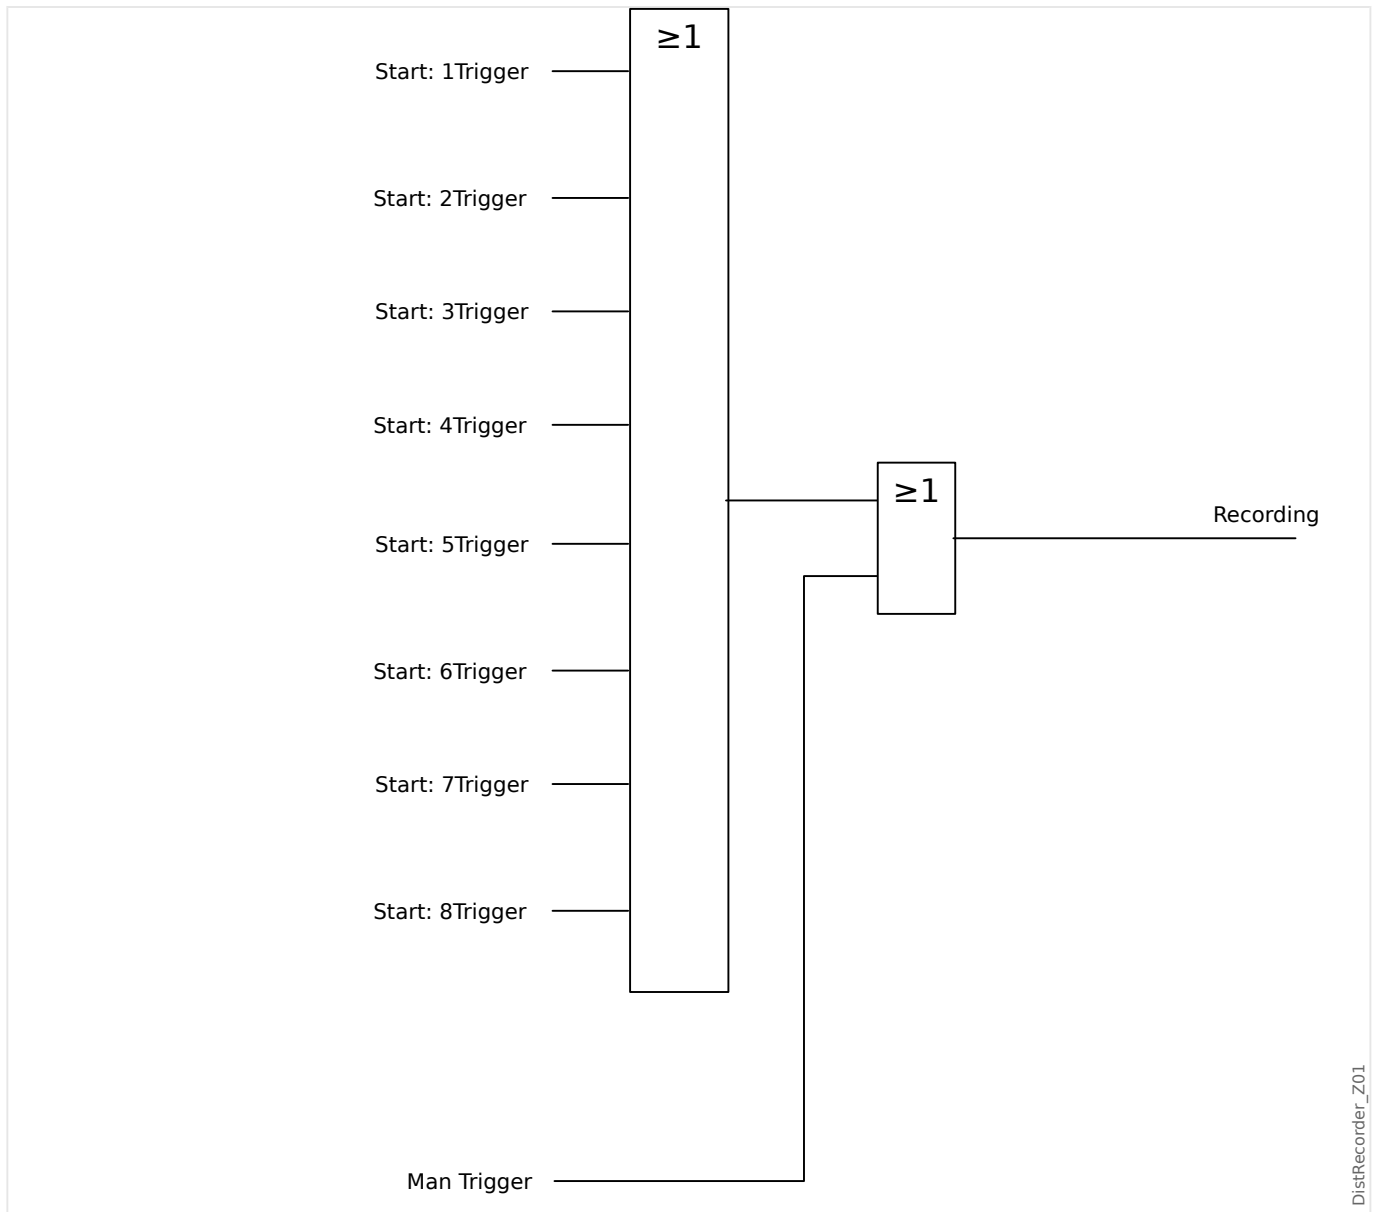 ≥1
Start: 1Trigger
Start: 2Trigger
Start: 3Trigger
Start: 4Trigger
≥1
Recording
Start: 5Trigger
Start: 6Trigger
Start: 7Trigger
Start: 8Trigger
Man Trigger
DistRecorder_Z01